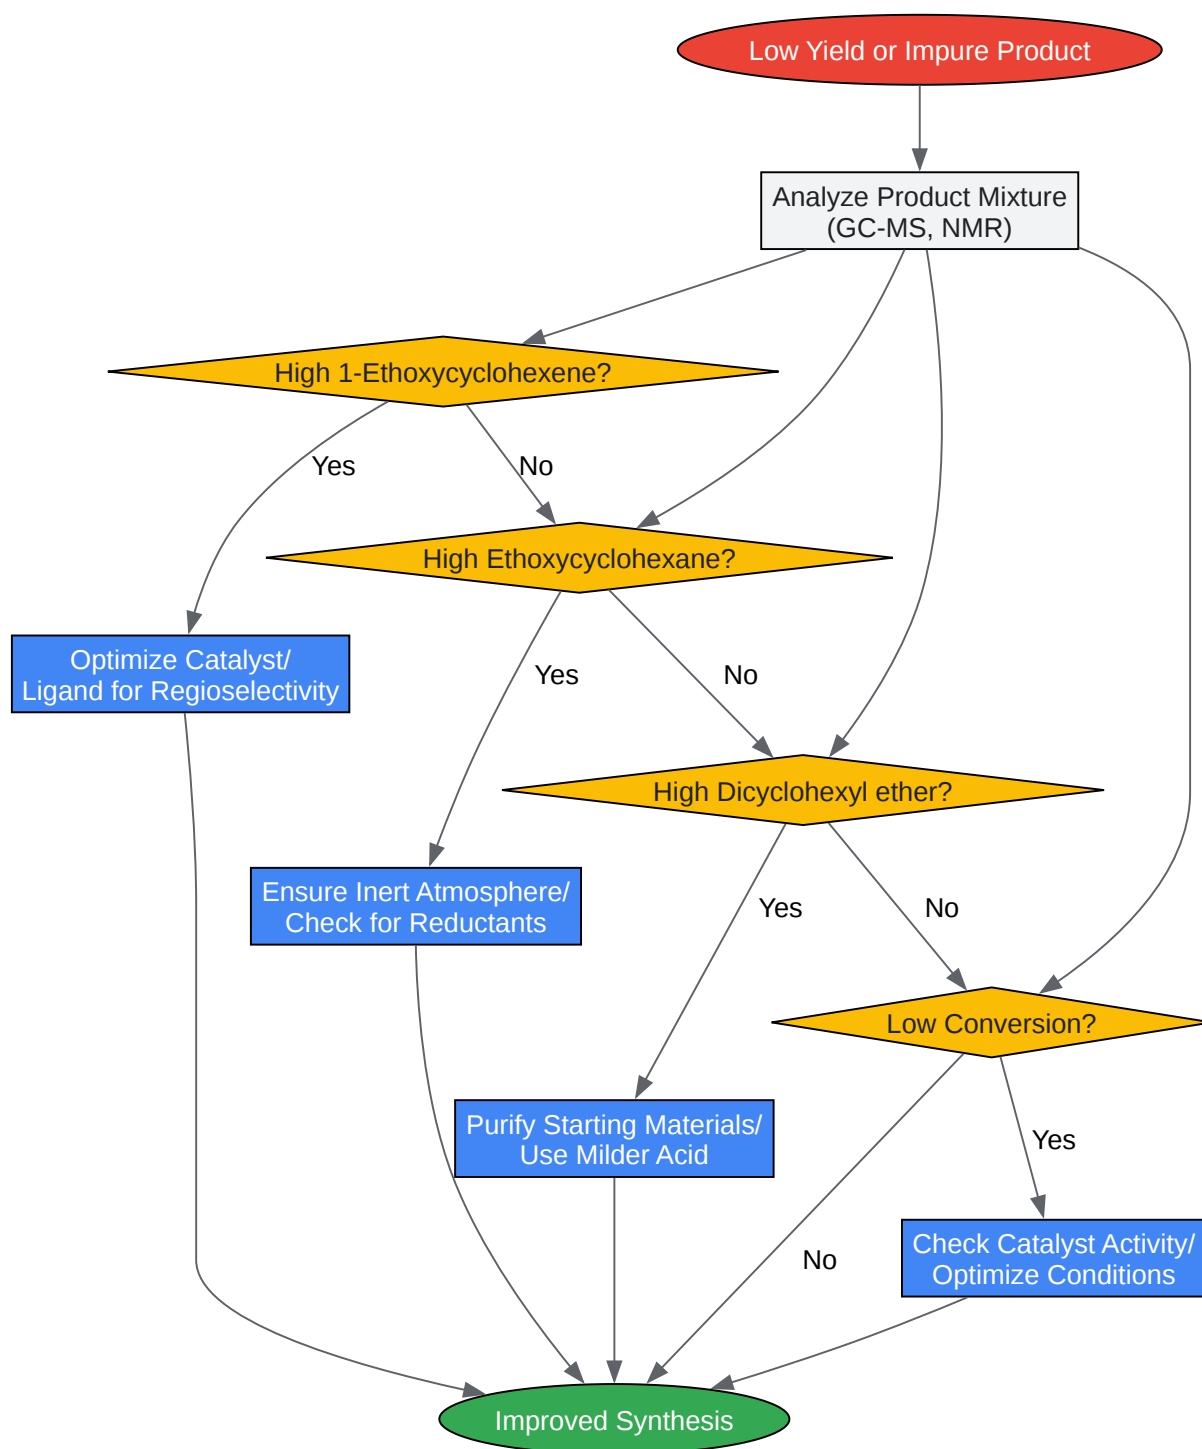 Low Yield or Impure Product
Analyze Product Mixture
(GC-MS, NMR)
High 1-Ethoxycyclohexene?
Yes
No
High Ethoxycyclohexane?
Optimize Catalyst/
Ligand for Regioselectivity
Yes
No
High Dicyclohexyl ether?
Ensure Inert Atmosphere/
Check for Reductants
Yes
No
Low Conversion?
Purify Starting Materials/
Use Milder Acid
Yes
No
Check Catalyst Activity/
Optimize Conditions
Improved Synthesis